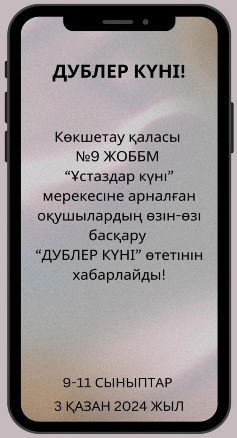 ДУБЛЕР КҮНІ!
Көкшетау қаласы
№9 ЖОББМ
“Ұстаздар күні”
мерекесіне арналған
оқушылардың өзін-өзі
басқару
“ДУБЛЕР КҮНІ” өтетінін
хабарлайды!
9-11 СЫНЫПТАР
3 ҚАЗАН 2024 ЖЫЛ